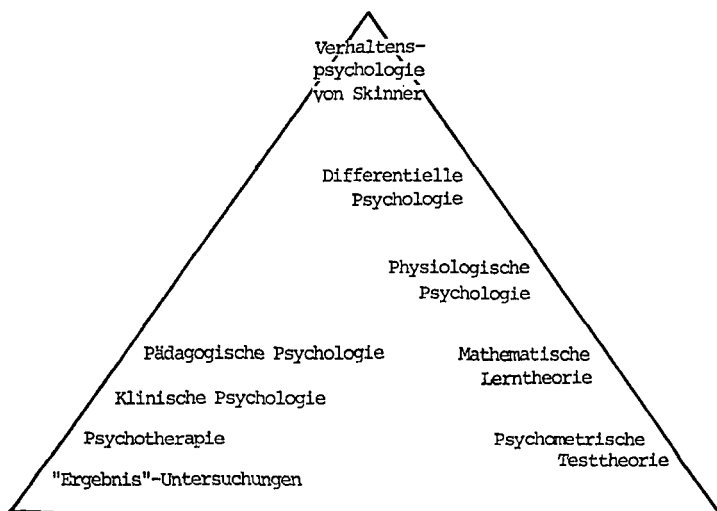 Verhaltens-
psychologie
von Skinner
Differentielle
Psychologie
Physiologische
Psychologie
Pädagogische Psychologie
Mathematische
Lerntheorie
Klinische Psychologie
Psychotherapie
Psychometrische
Testtheorie
"Ergebnis"-Untersuchungen